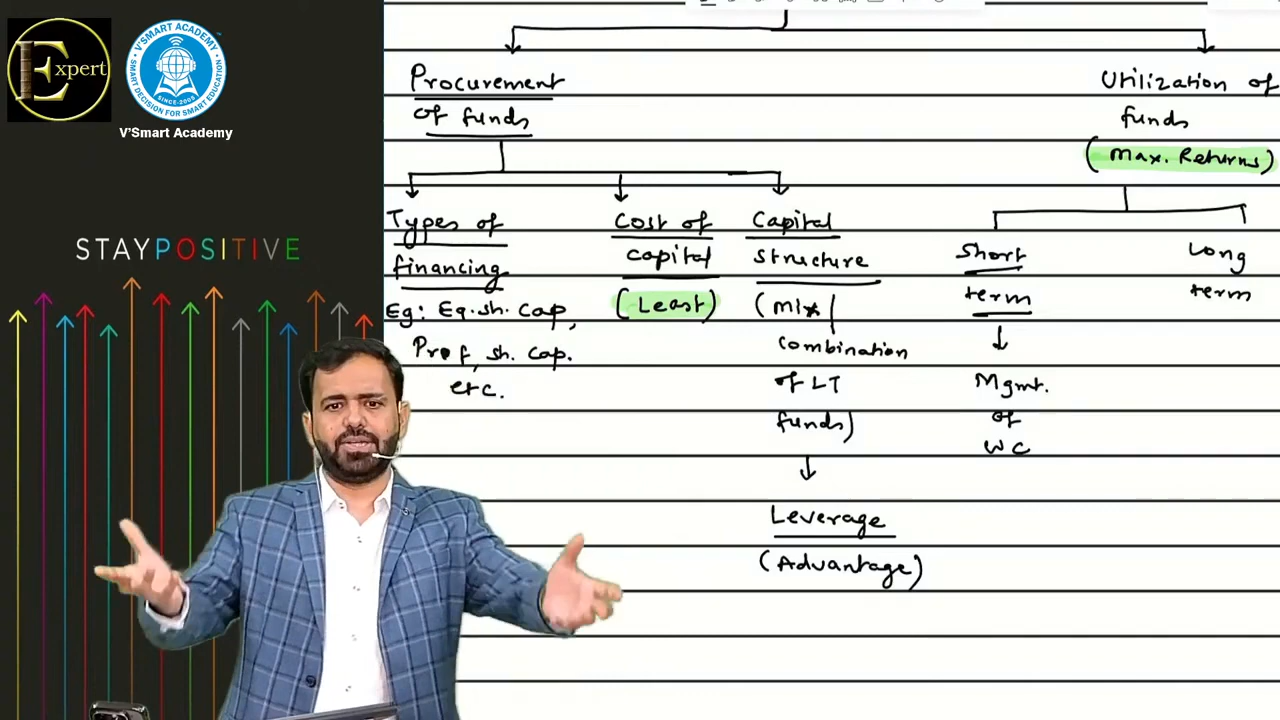 Expert
V'SMART ACADEMY
SMART DECISION FOR SMART EDUCATION
SINCE-2005
V'Smart Academy
STAYPOSITIVE
Procurement
of funds
Utilization of
funds
(Max. Returns)
Types of
financing
Eg: Eq. sh. Cap,
Pref, sh. Cap.
etc.
Cost of
capital
(Least)
Capital
structure
(mix/
combination
of LT
funds)
Leverage
(Advantage)
Short
term
Mgmt.
of
WC
Long
term